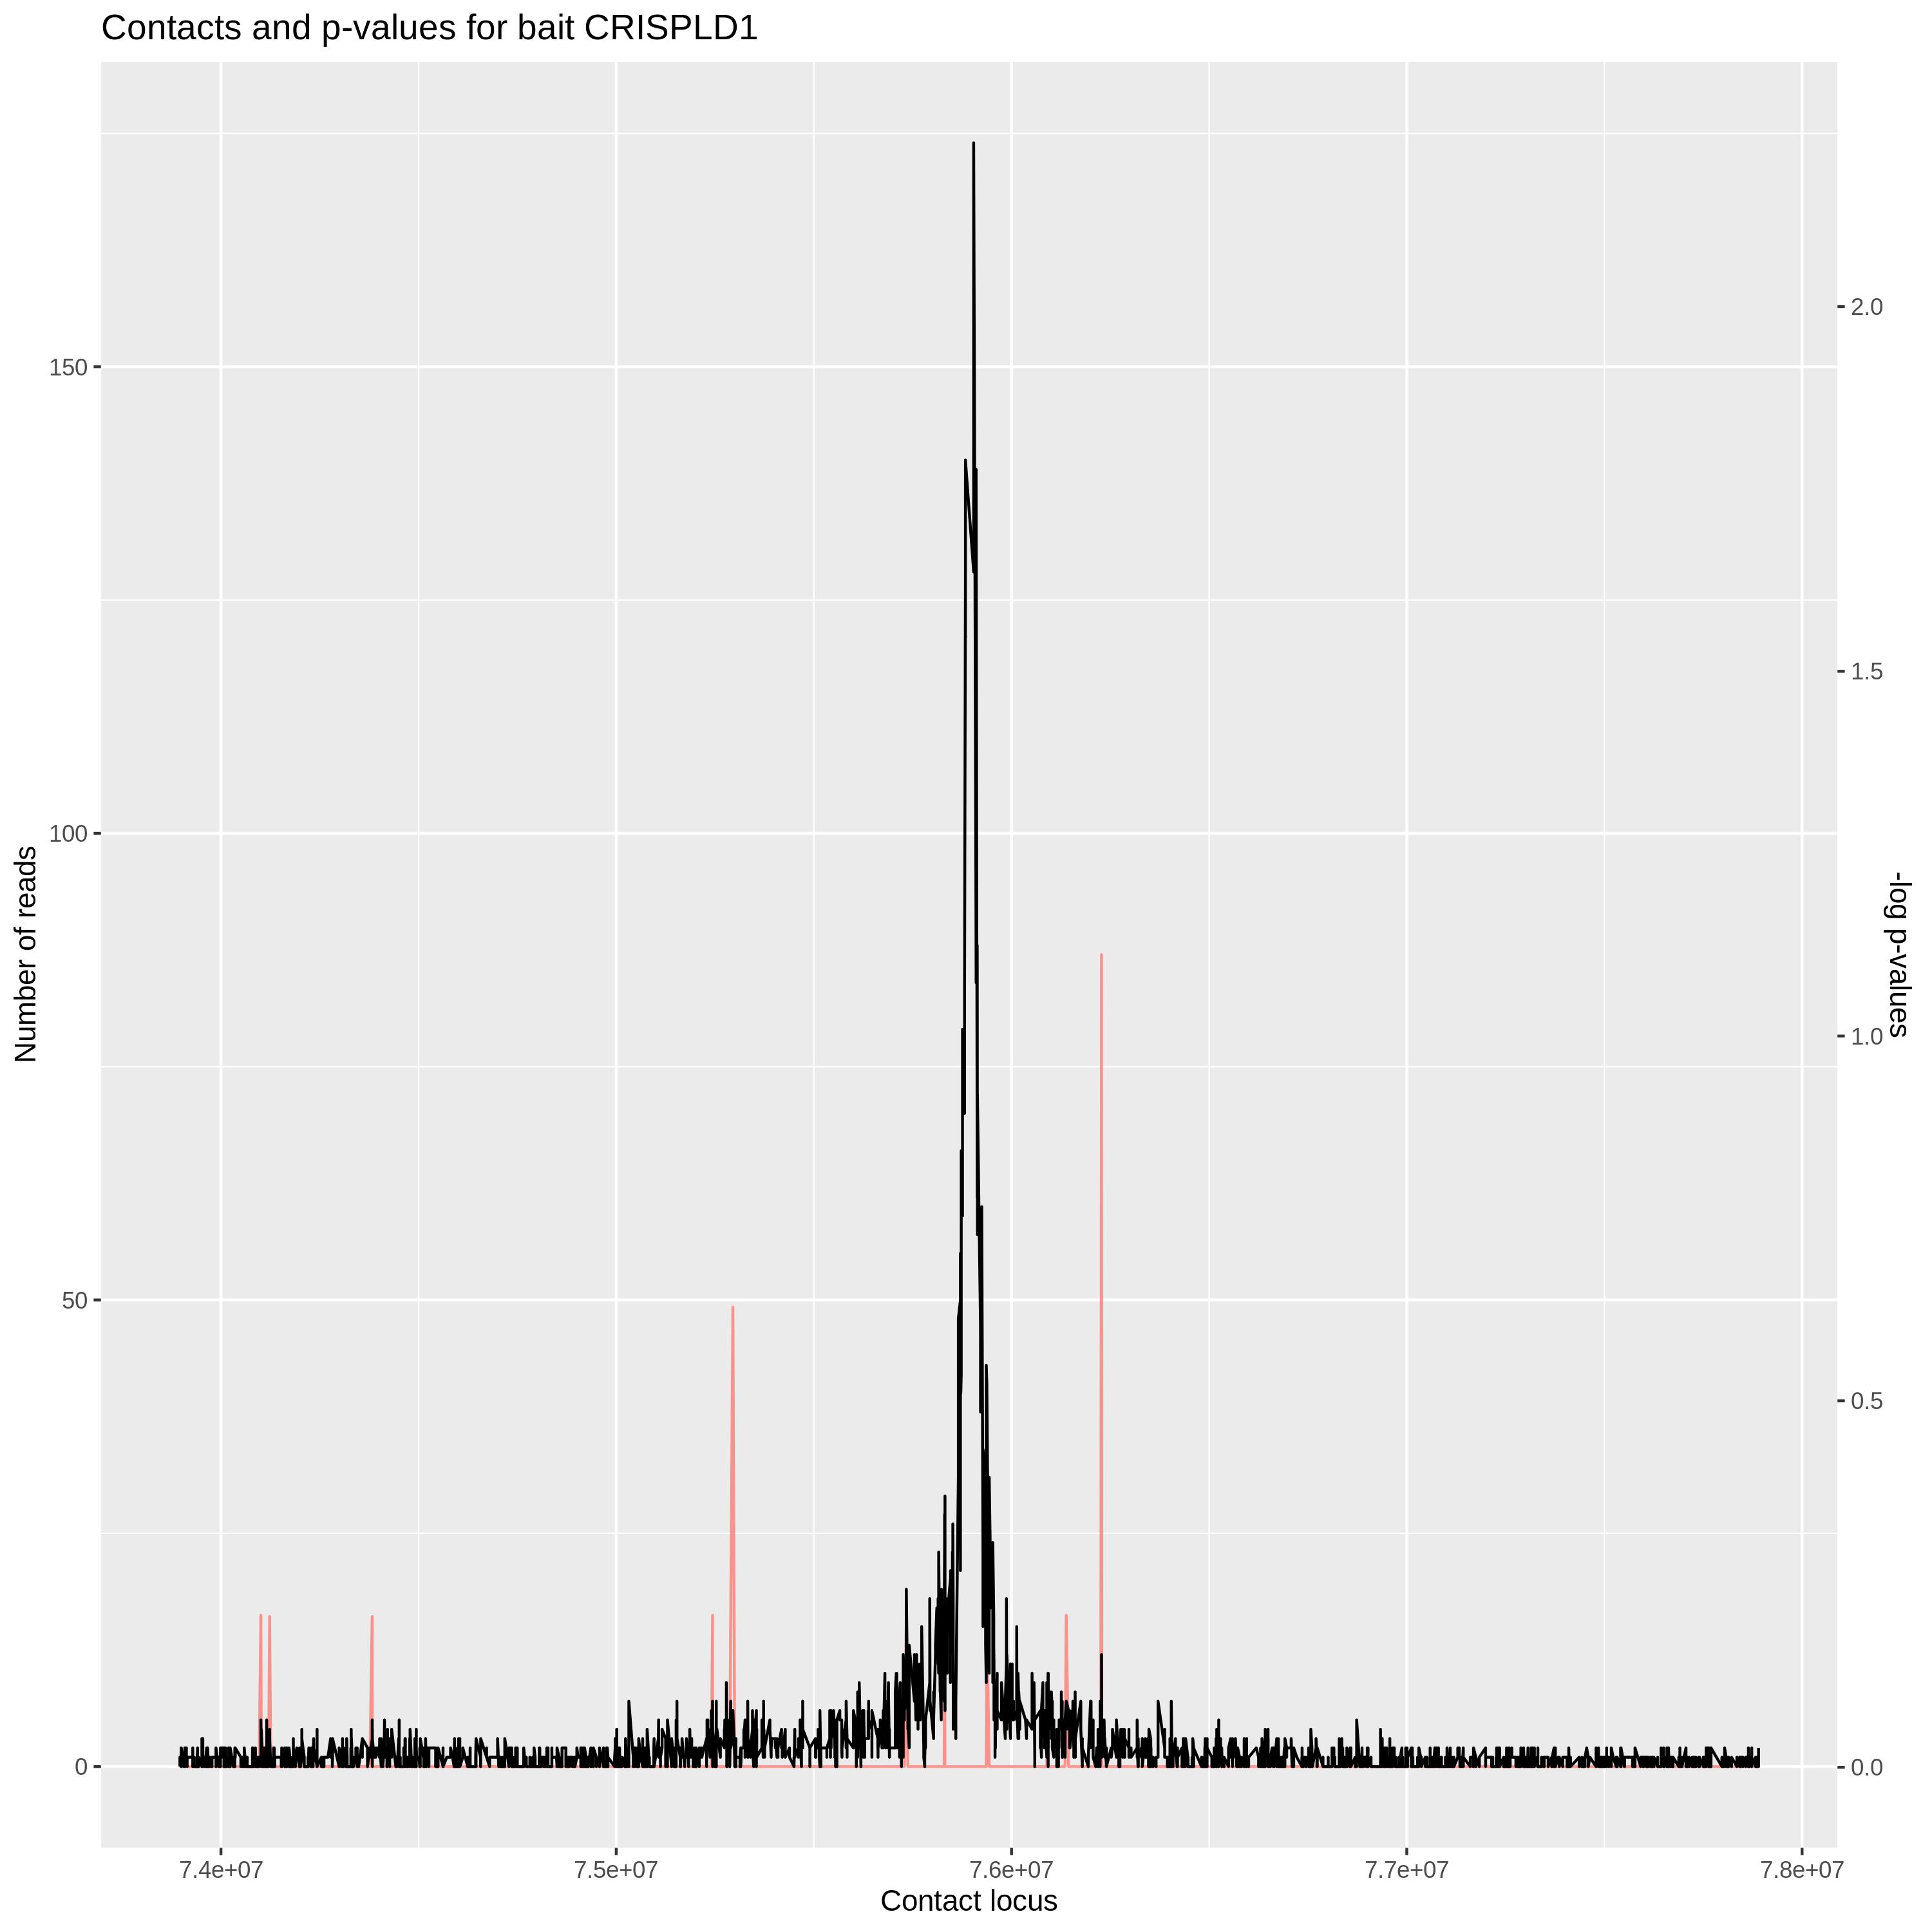 Contacts and p-values for bait CRISPLD1
Number of reads
150
100
50
0
2.0
1.5
1.0
0.5
0.0
-log p-values
7.4e+07
7.5e+07
7.6e+07
7.7e+07
7.8e+07
Contact locus